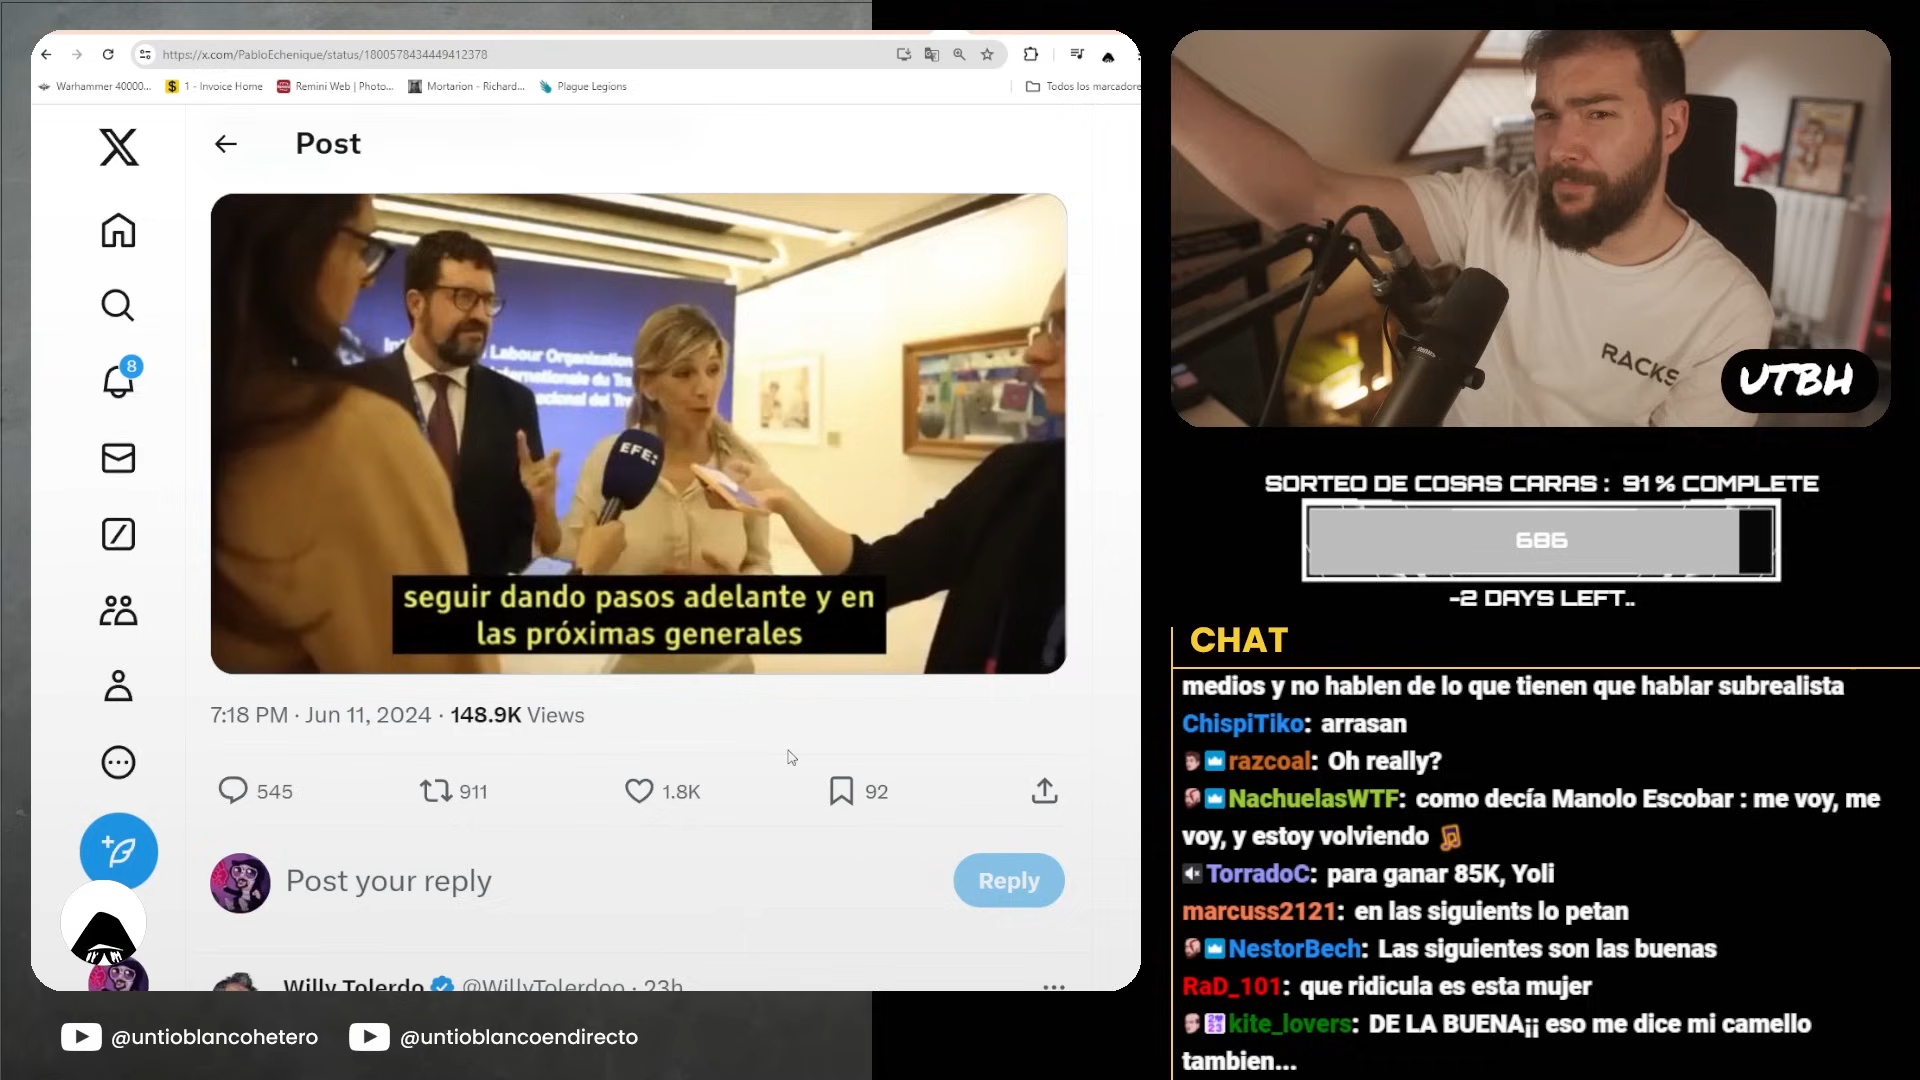 https://x.com/PabloEchenique/status/1800578434449412378
Warhammer 40000...
1 - Invoice Home
Remini Web | Photo...
Mortarion - Richard...
Plague Legions
Todos los marcadore
Post
Labour Organization
EFE:
seguir dando pasos adelante y en
las próximas generales
7:18 PM · Jun 11, 2024 · 148.9K Views
545
911
1.8K
92
8
Post your reply
Reply
Willy Tolerdo @WillyTolerdoo · 23h
@untioblancohetero
@untioblancoendirecto
RACKS
UTBH
SORTEO DE COSAS CARAS : 91% COMPLETE
686
-2 DAYS LEFT..
CHAT
medios y no hablen de lo que tienen que hablar subrealista
ChispiTiko: arrasan
razcoal: Oh really?
NachuelasWTF: como decía Manolo Escobar : me voy, me
voy, y estoy volviendo
TorradoC: para ganar 85K, Yoli
marcuss2121: en las siguients lo petan
NestorBech: Las siguientes son las buenas
RaD_101: que ridicula es esta mujer
kite_lovers: DE LA BUENA¡¡ eso me dice mi camello
tambien...